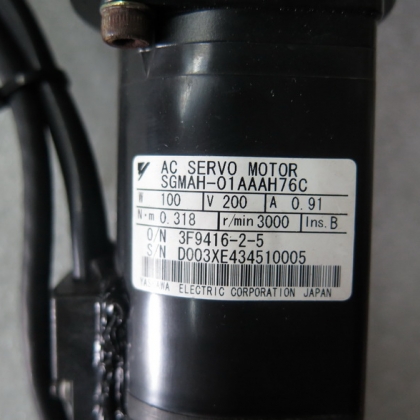 AC SERVO MOTOR
SGMAH-01AAAH76C
W 100 V 200 A 0.91
N・m 0.318 r/min 3000 Ins. B
O/N 3F9416-2-5
S/N D003XE434510005
YASKAWA ELECTRIC CORPORATION JAPAN